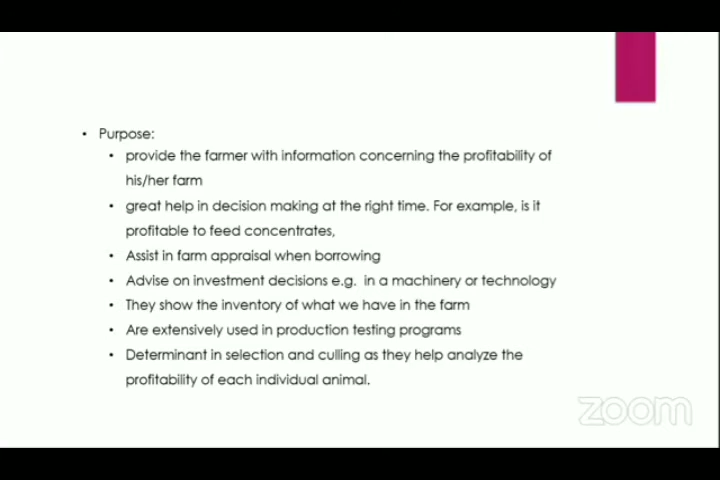 • Purpose:
• provide the farmer with information concerning the profitability of
his/her farm
• great help in decision making at the right time. For example, is it
profitable to feed concentrates,
• Assist in farm appraisal when borrowing
• Advise on investment decisions e.g. in a machinery or technology
• They show the inventory of what we have in the farm
• Are extensively used in production testing programs
• Determinant in selection and culling as they help analyze the
profitability of each individual animal.
zoom